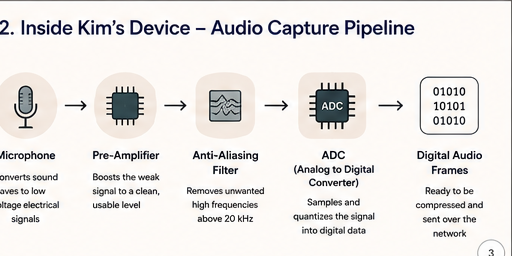 2. Inside Kim's Device – Audio Capture Pipeline
ADC
01010
10101
01010
Microphone
onverts sound
aves to low
ltage electrical
signals
Pre-Amplifier
Boosts the weak
signal to a clean,
usable level
Anti-Aliasing
Filter
Removes unwanted
high frequencies
above 20 kHz
ADC
(Analog to Digital
Converter)
Samples and
quantizes the signal
into digital data
Digital Audio
Frames
Ready to be
compressed and
sent over the
network
3